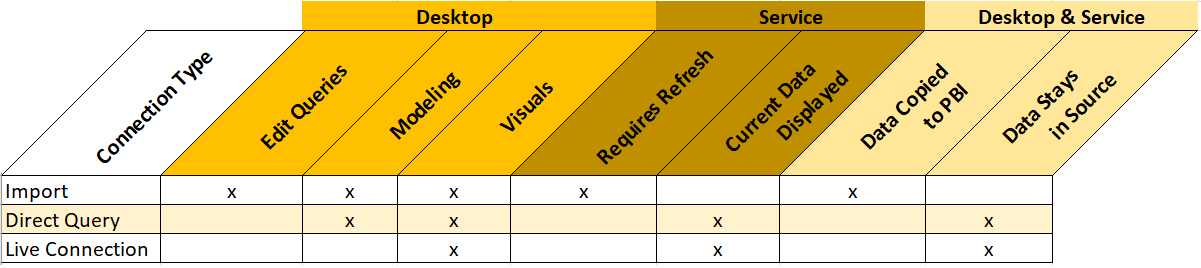 Desktop Service Desktop & Service
Connection Type
Edit Queries
Modeling
Visuals
Requires Refresh
Current Data
Displayed
Data Copied
to PBI
Data Stays
in Source
Import x x x x x
Direct Query x x x x
Live Connection x x x